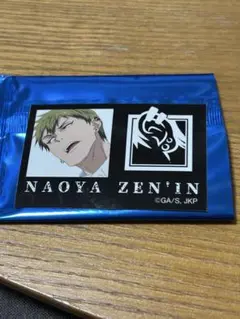 NAOYA ZEN'IN
©GA/S, JKP